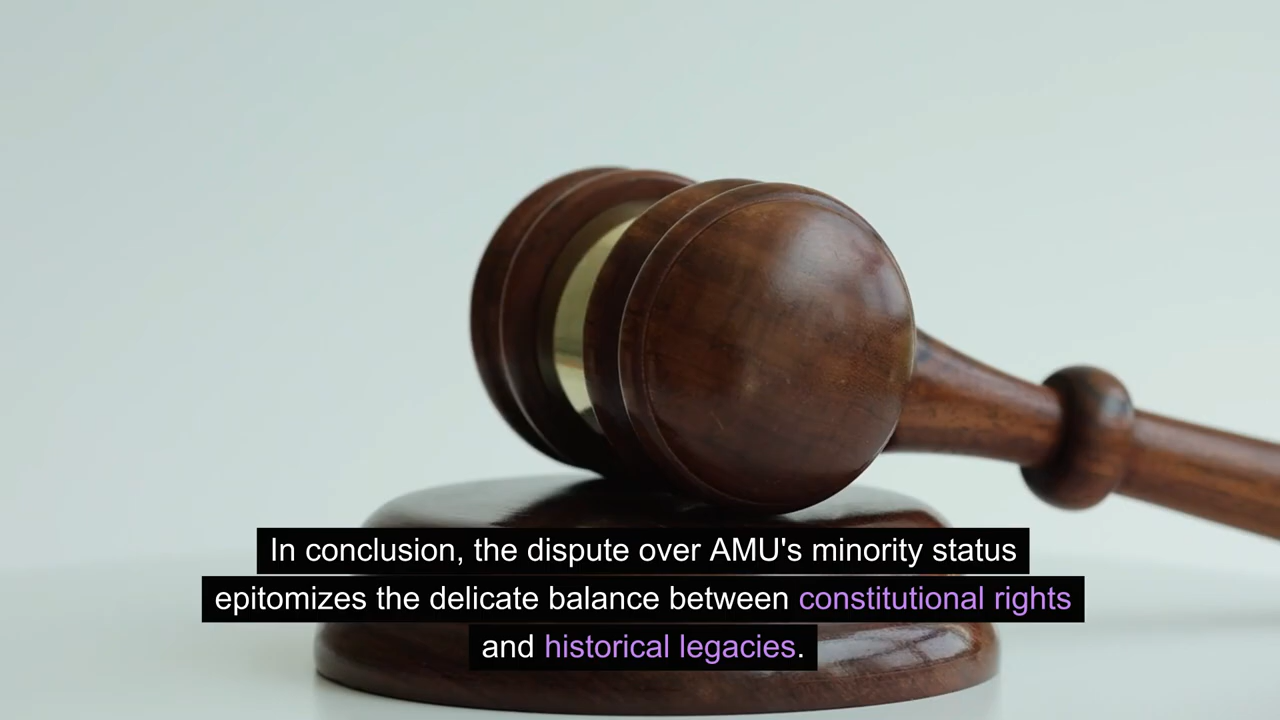 In conclusion, the dispute over AMU's minority status
epitomizes the delicate balance between constitutional rights
and historical legacies.